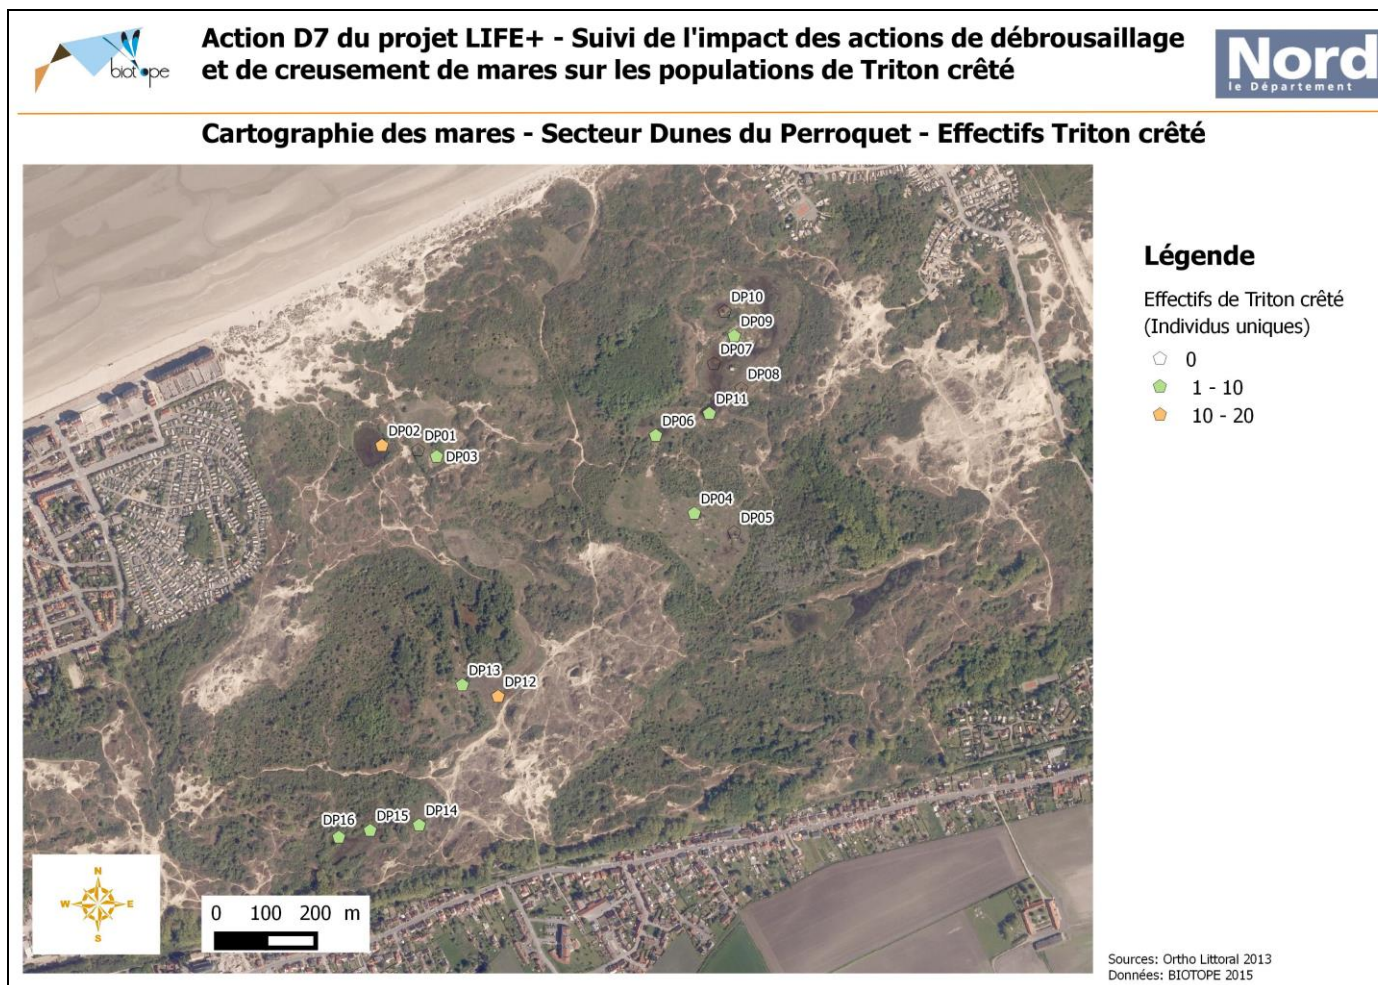 biotope
Action D7 du projet LIFE+ - Suivi de l'impact des actions de débrousaillage
et de creusement de mares sur les populations de Triton crêté
Nord
le Département
Cartographie des mares - Secteur Dunes du Perroquet - Effectifs Triton crêté
Légende
Effectifs de Triton crêté
(Individus uniques)
0
1 - 10
10 - 20
DP10
DP09
DP07
DP08
DP11
DP06
DP02
DP01
DP03
DP04
DP05
DP13
DP12
DP14
DP15
DP16
N
W
E
S
0 100 200 m
Sources: Ortho Littoral 2013
Données: BIOTOPE 2015